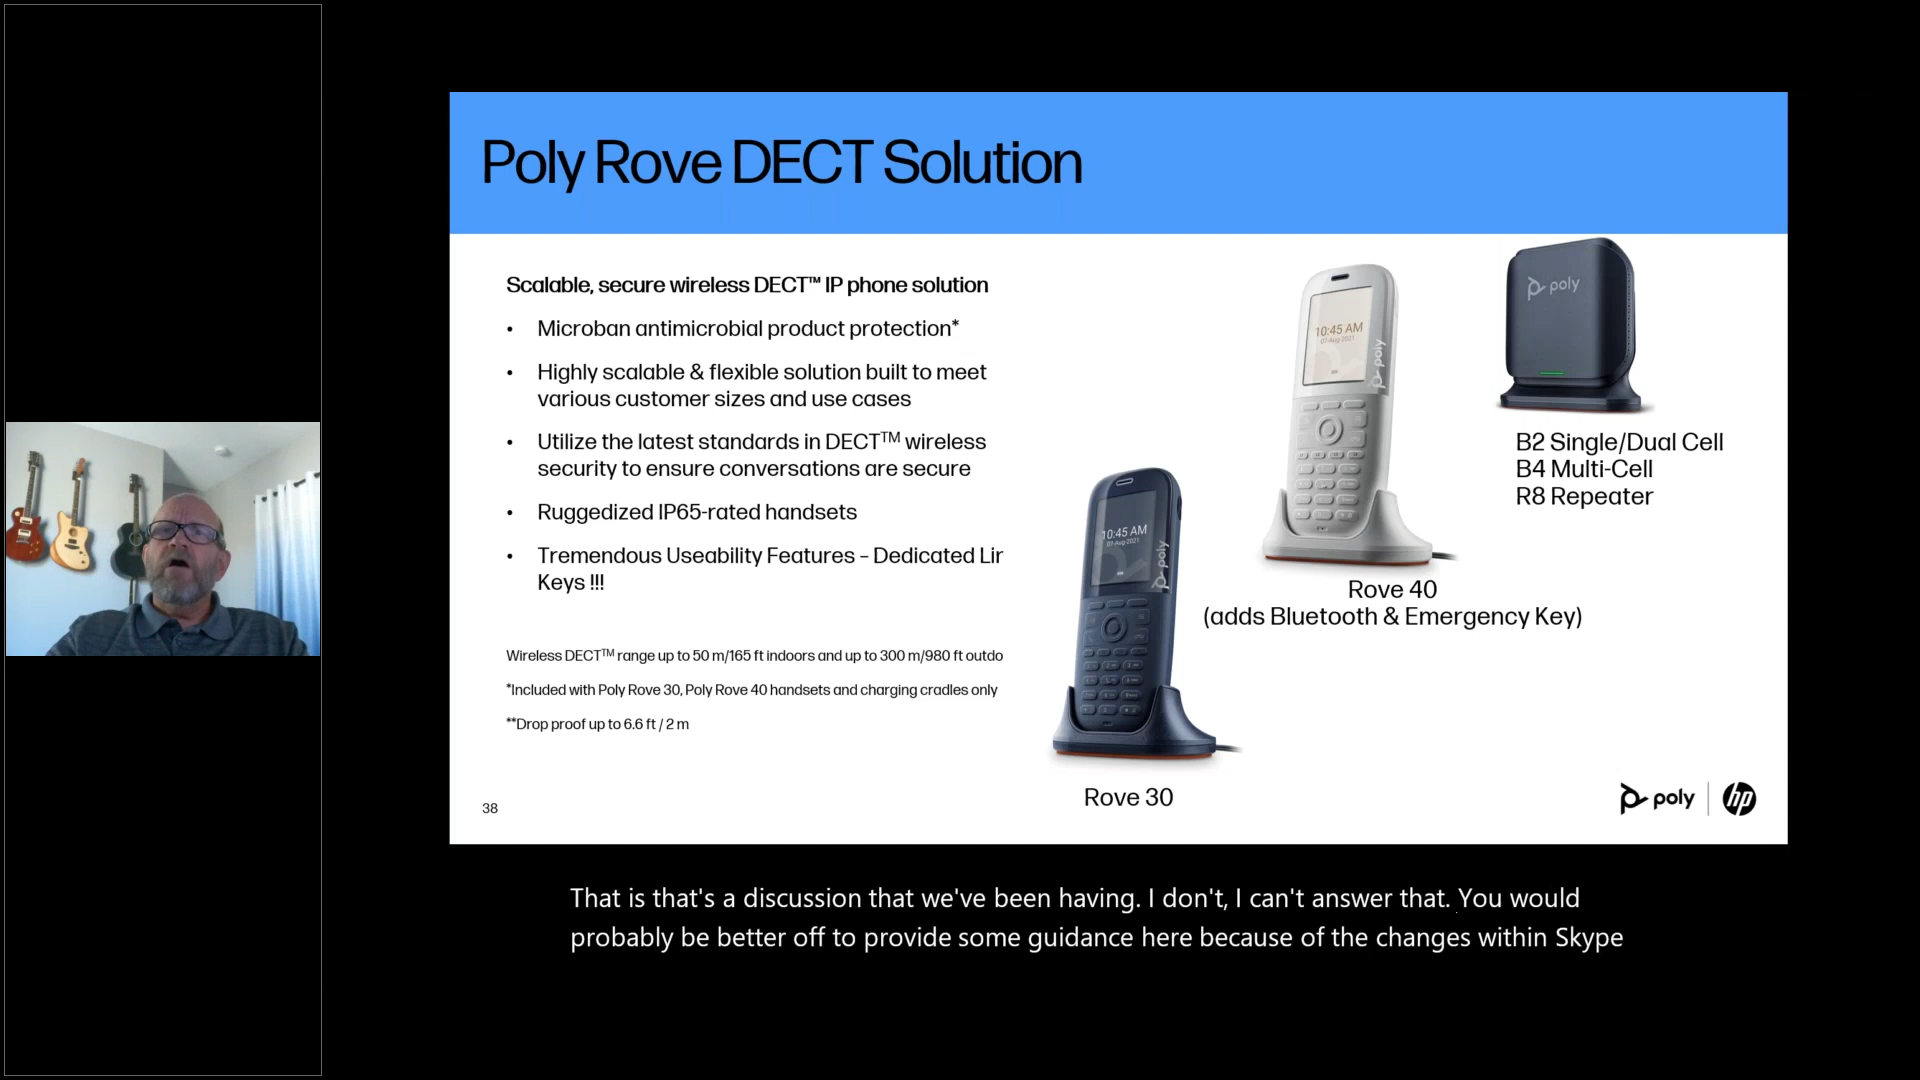 Poly Rove DECT Solution
Scalable, secure wireless DECT™ IP phone solution
• Microban antimicrobial product protection*
• Highly scalable & flexible solution built to meet
various customer sizes and use cases
• Utilize the latest standards in DECT™ wireless
security to ensure conversations are secure
• Ruggedized IP65-rated handsets
• Tremendous Useability Features – Dedicated Lir
Keys !!!
Wireless DECT™ range up to 50 m/165 ft indoors and up to 300 m/980 ft outdo
*Included with Poly Rove 30, Poly Rove 40 handsets and charging cradles only
**Drop proof up to 6.6 ft / 2 m
38
10:45 AM
07-Aug-2021
poly
Rove 30
10:45 AM
07-Aug-2021
poly
Rove 40
(adds Bluetooth & Emergency Key)
poly
B2 Single/Dual Cell
B4 Multi-Cell
R8 Repeater
poly | hp
That is that's a discussion that we've been having. I don't, I can't answer that. You would
probably be better off to provide some guidance here because of the changes within Skype